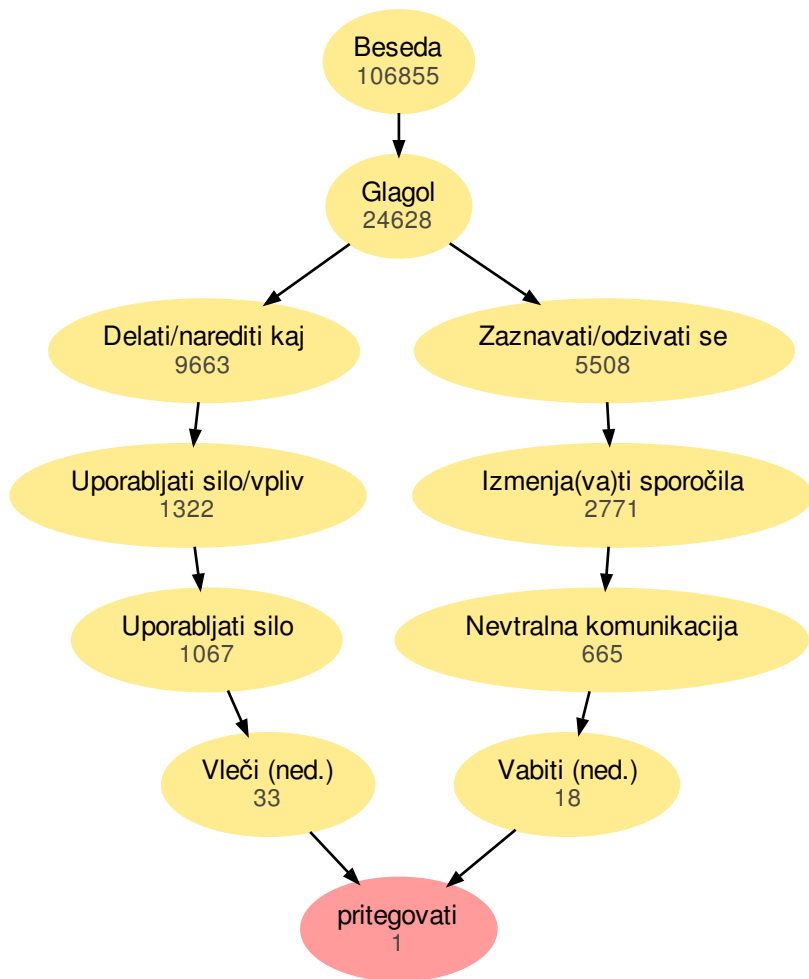 Beseda
106855
Glagol
24628
Delati/narediti kaj
9663
Zaznavati/odzivati se
5508
Uporabljati silo/vpliv
1322
Izmenja(va)ti sporočila
2771
Uporabljati silo
1067
Nevtralna komunikacija
665
Vleči (ned.)
33
Vabiti (ned.)
18
pritegovati
1